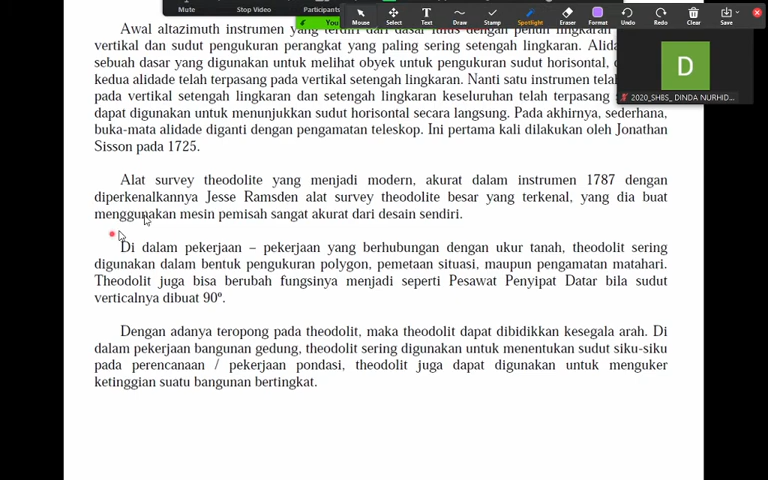 Mute
Stop Video
Participants
Mouse
Select
Text
Draw
Stamp
Spotlight
Eraser
Format
Undo
Redo
Clear
Save
You
D
2020_SHBS_ DINDA NURHID...
Awal altazimuth instrumen yang terdiri dari dasar lulus dengan penuh lingkaran
vertikal dan sudut pengukuran perangkat yang paling sering setengah lingkaran. Alida
sebuah dasar yang digunakan untuk melihat obyek untuk pengukuran sudut horisontal,
kedua alidade telah terpasang pada vertikal setengah lingkaran. Nanti satu instrumen tela
pada vertikal setengah lingkaran dan setengah lingkaran keseluruhan telah terpasang
dapat digunakan untuk menunjukkan sudut horisontal secara langsung. Pada akhirnya, sederhana,
buka-mata alidade diganti dengan pengamatan teleskop. Ini pertama kali dilakukan oleh Jonathan
Sisson pada 1725.
Alat survey theodolite yang menjadi modern, akurat dalam instrumen 1787 dengan
diperkenalkannya Jesse Ramsden alat survey theodolite besar yang terkenal, yang dia buat
menggunakan mesin pemisah sangat akurat dari desain sendiri.
Di dalam pekerjaan – pekerjaan yang berhubungan dengan ukur tanah, theodolit sering
digunakan dalam bentuk pengukuran polygon, pemetaan situasi, maupun pengamatan matahari.
Theodolit juga bisa berubah fungsinya menjadi seperti Pesawat Penyipat Datar bila sudut
verticalnya dibuat 90º.
Dengan adanya teropong pada theodolit, maka theodolit dapat dibidikkan kesegala arah. Di
dalam pekerjaan bangunan gedung, theodolit sering digunakan untuk menentukan sudut siku-siku
pada perencanaan / pekerjaan pondasi, theodolit juga dapat digunakan untuk menguker
ketinggian suatu bangunan bertingkat.